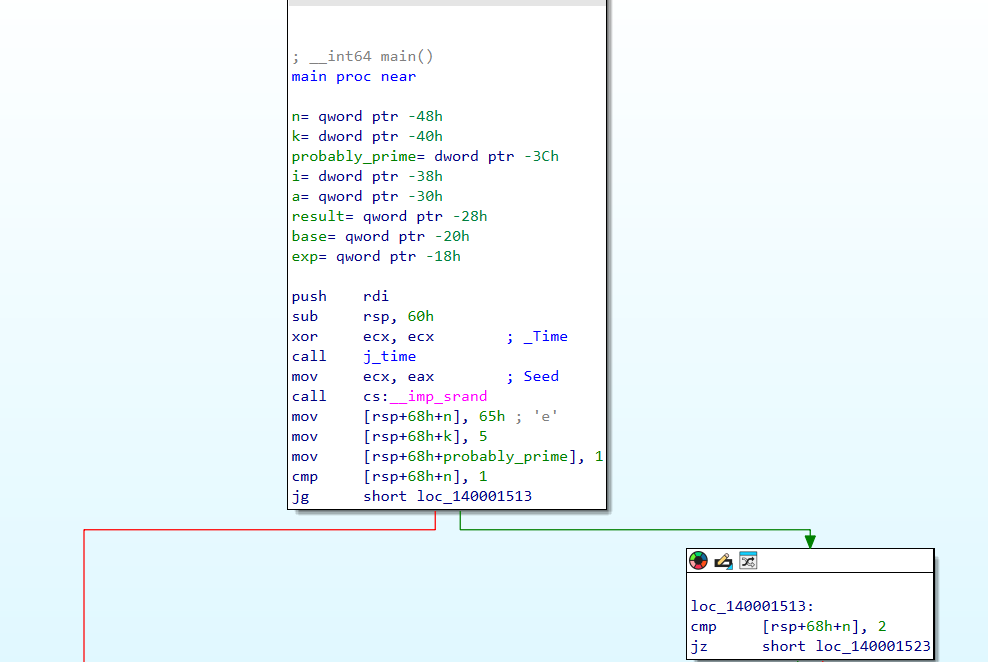 ; __int64 main()
main proc near
n= qword ptr -48h
k= dword ptr -40h
probably_prime= dword ptr -3Ch
i= dword ptr -38h
a= qword ptr -30h
result= qword ptr -28h
base= qword ptr -20h
exp= qword ptr -18h
push rdi
sub rsp, 60h
xor ecx, ecx ; _Time
call j_time
mov ecx, eax ; Seed
call cs:__imp_srand
mov [rsp+68h+n], 65h ; 'e'
mov [rsp+68h+k], 5
mov [rsp+68h+probably_prime], 1
cmp [rsp+68h+n], 1
jg short loc_140001513
loc_140001513:
cmp [rsp+68h+n], 2
jz short loc_140001523